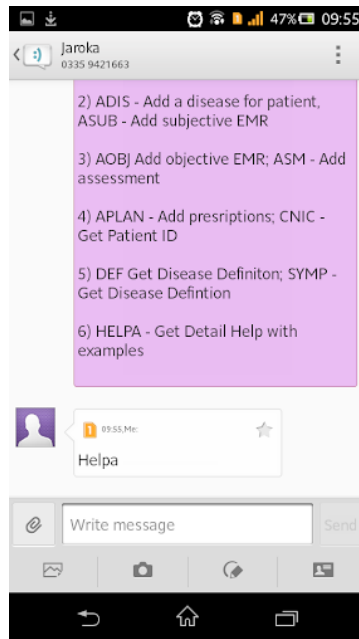 47% 09:55
Jaroka
0335 9421663
2) ADIS - Add a disease for patient,
ASUB - Add subjective EMR
3) AOBJ Add objective EMR; ASM - Add
assessment
4) APLAN - Add presriptions; CNIC -
Get Patient ID
5) DEF Get Disease Definiton; SYMP -
Get Disease Defintion
6) HELPA - Get Detail Help with
examples
1 09:55,Me:
Helpa
Write message
Send